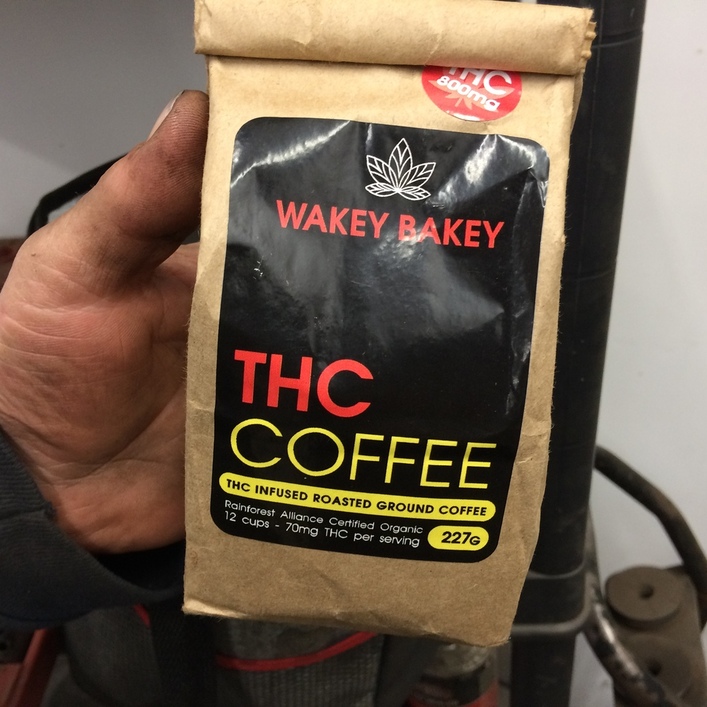 THC
800mg
WAKEY BAKEY
THC
COFFEE
THC INFUSED ROASTED GROUND COFFEE
Rainforest Alliance Certified Organic
12 cups - 70mg THC per serving
227G